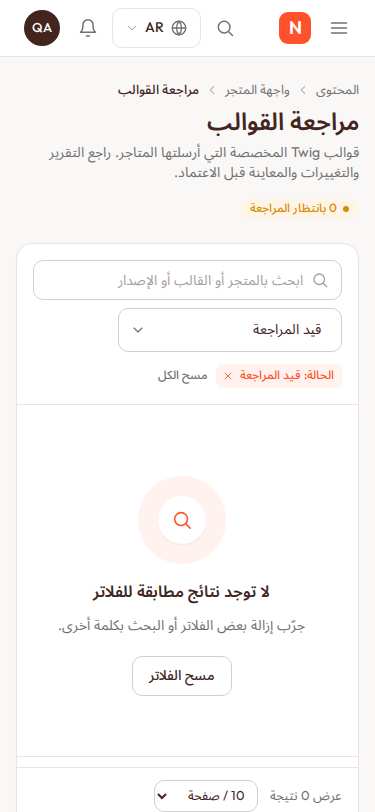 N
AR
QA
المحتوى
واجهة المتجر
مراجعة القوالب
مراجعة القوالب
قوالب Twig المخصصة التي أرسلتها المتاجر. راجع التقرير
والتغييرات والمعاينة قبل الاعتماد.
0 بانتظار المراجعة
ابحث بالمتجر أو القالب أو الإصدار
قيد المراجعة
الحالة: قيد المراجعة
مسح الكل
لا توجد نتائج مطابقة للفلاتر
جرّب إزالة بعض الفلاتر أو البحث بكلمة أخرى.
مسح الفلاتر
عرض 0 نتيجة
10 / صفحة